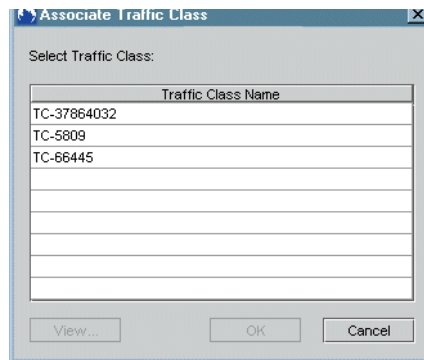 Associate Traffic Class
Select Traffic Class:
Traffic Class Name
TC-37864032
TC-5809
TC-66445
View... OK Cancel